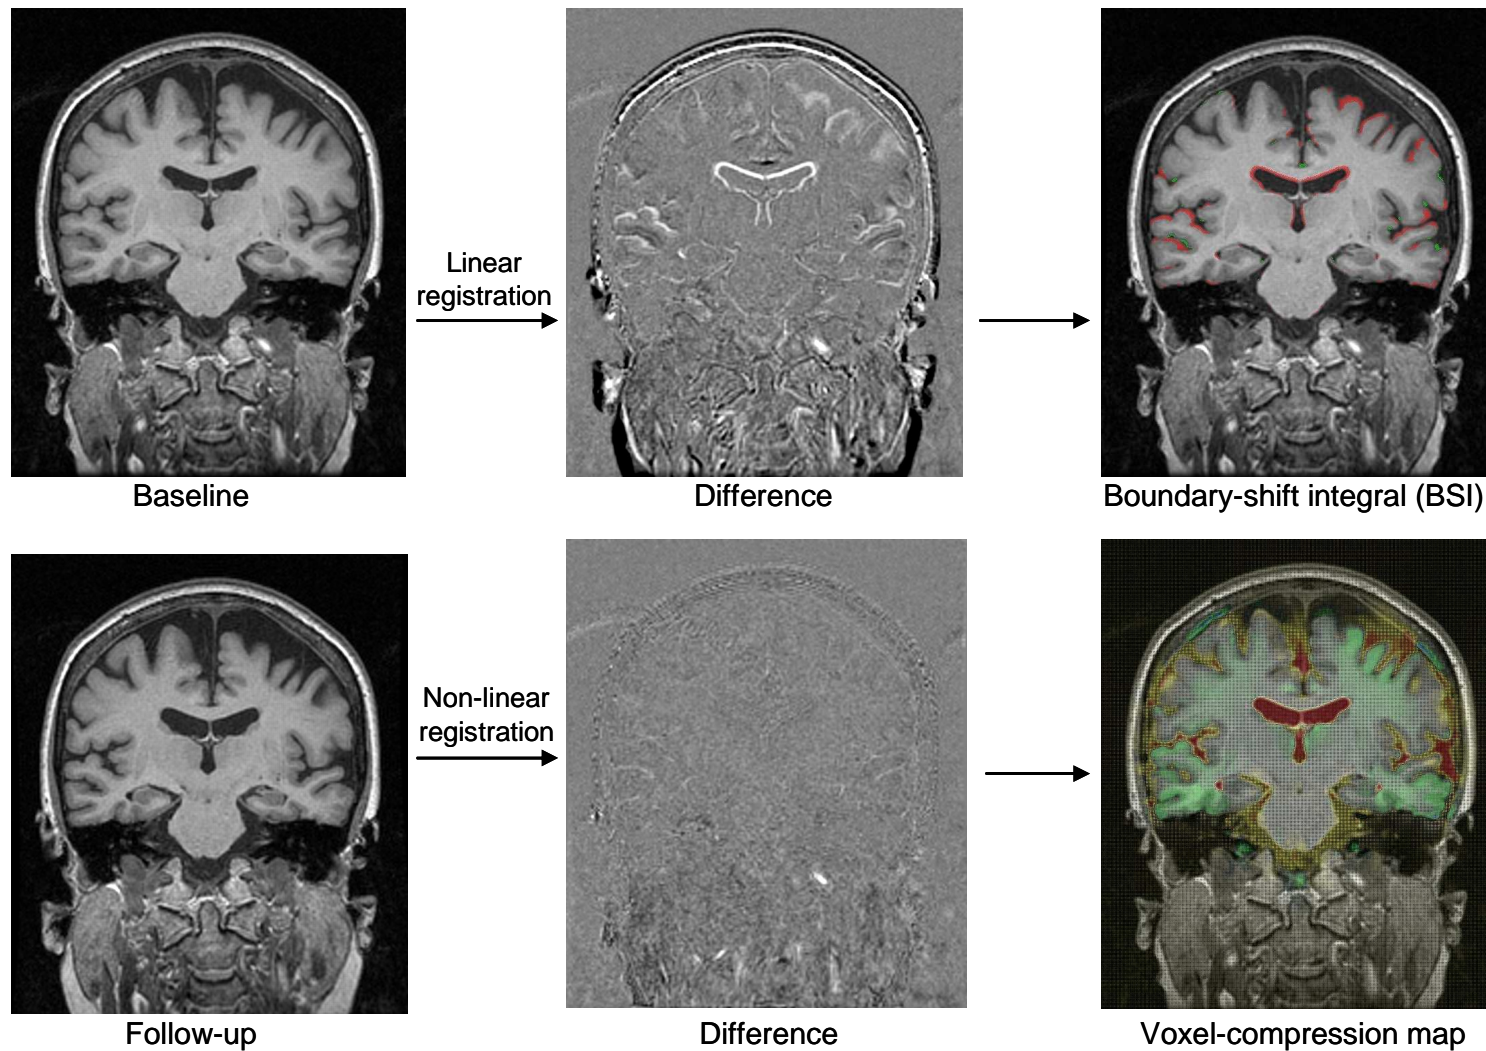 Linear
registration
Baseline
Difference
Boundary-shift integral (BSI)
Non-linear
registration
Follow-up
Difference
Voxel-compression map